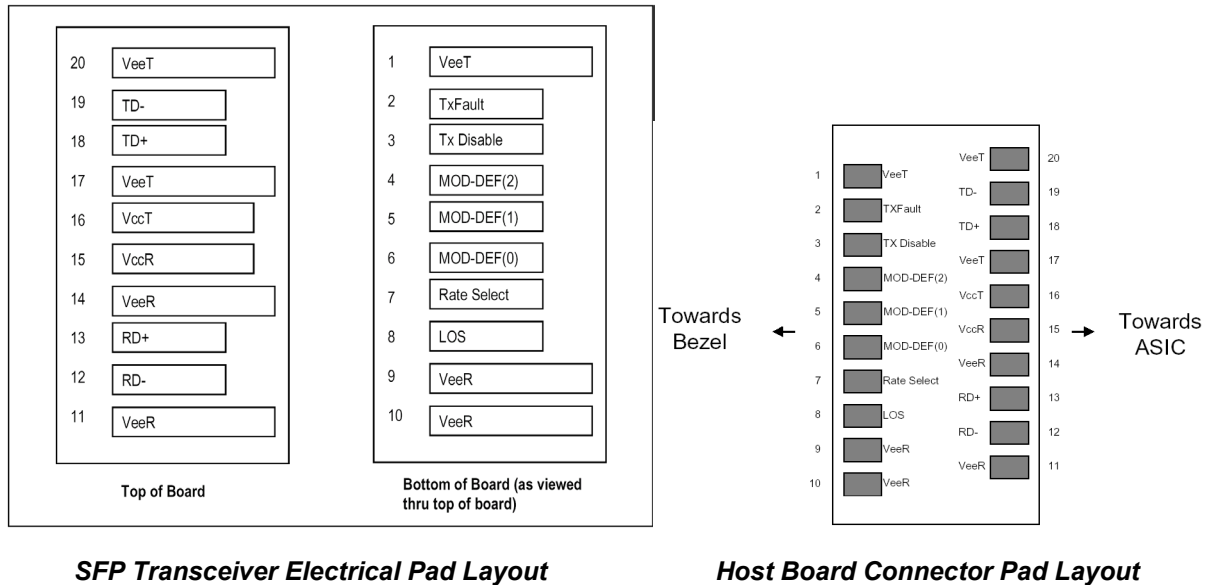 20 VeeT
19 TD-
18 TD+
17 VeeT
16 VccT
15 VccR
14 VeeR
13 RD+
12 RD-
11 VeeR
Top of Board
1 VeeT
2 TxFault
3 Tx Disable
4 MOD-DEF(2)
5 MOD-DEF(1)
6 MOD-DEF(0)
7 Rate Select
8 LOS
9 VeeR
10 VeeR
Bottom of Board (as viewed
thru top of board)
Towards
Bezel
1 VeeT
2 TXFault
3 TX Disable
4 MOD-DEF(2)
5 MOD-DEF(1)
6 MOD-DEF(0)
7 Rate Select
8 LOS
9 VeeR
10 VeeR
VeeT 20
TD- 19
TD+ 18
VeeT 17
VccT 16
VccR 15
VeeR 14
RD+ 13
RD- 12
VeeR 11
Towards
ASIC
SFP Transceiver Electrical Pad Layout
Host Board Connector Pad Layout